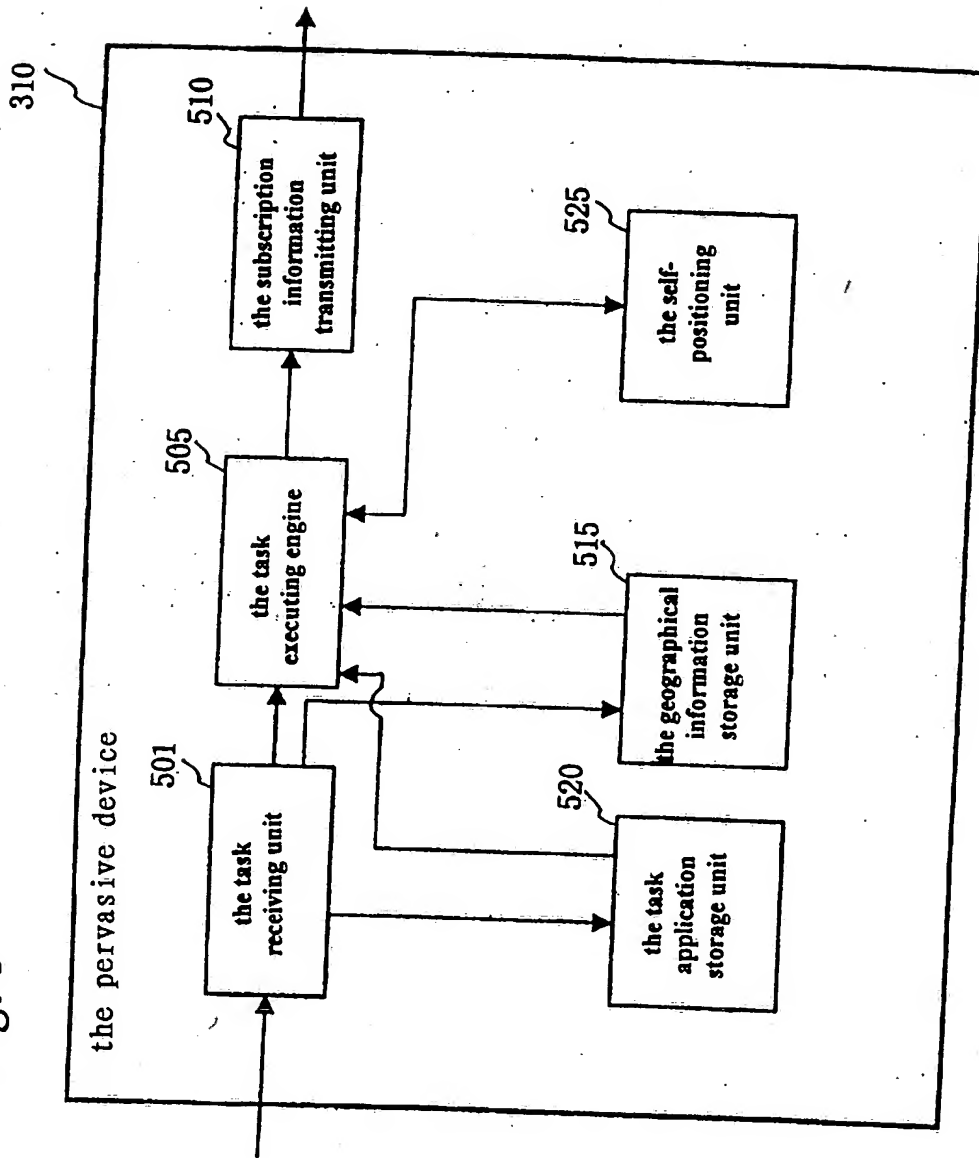 310
the pervasive device
501
the task
receiving unit
505
the task
executing engine
510
the subscription
information
transmitting unit
520
the task
application
storage unit
515
the geographical
information
storage unit
525
the self-
positioning
unit